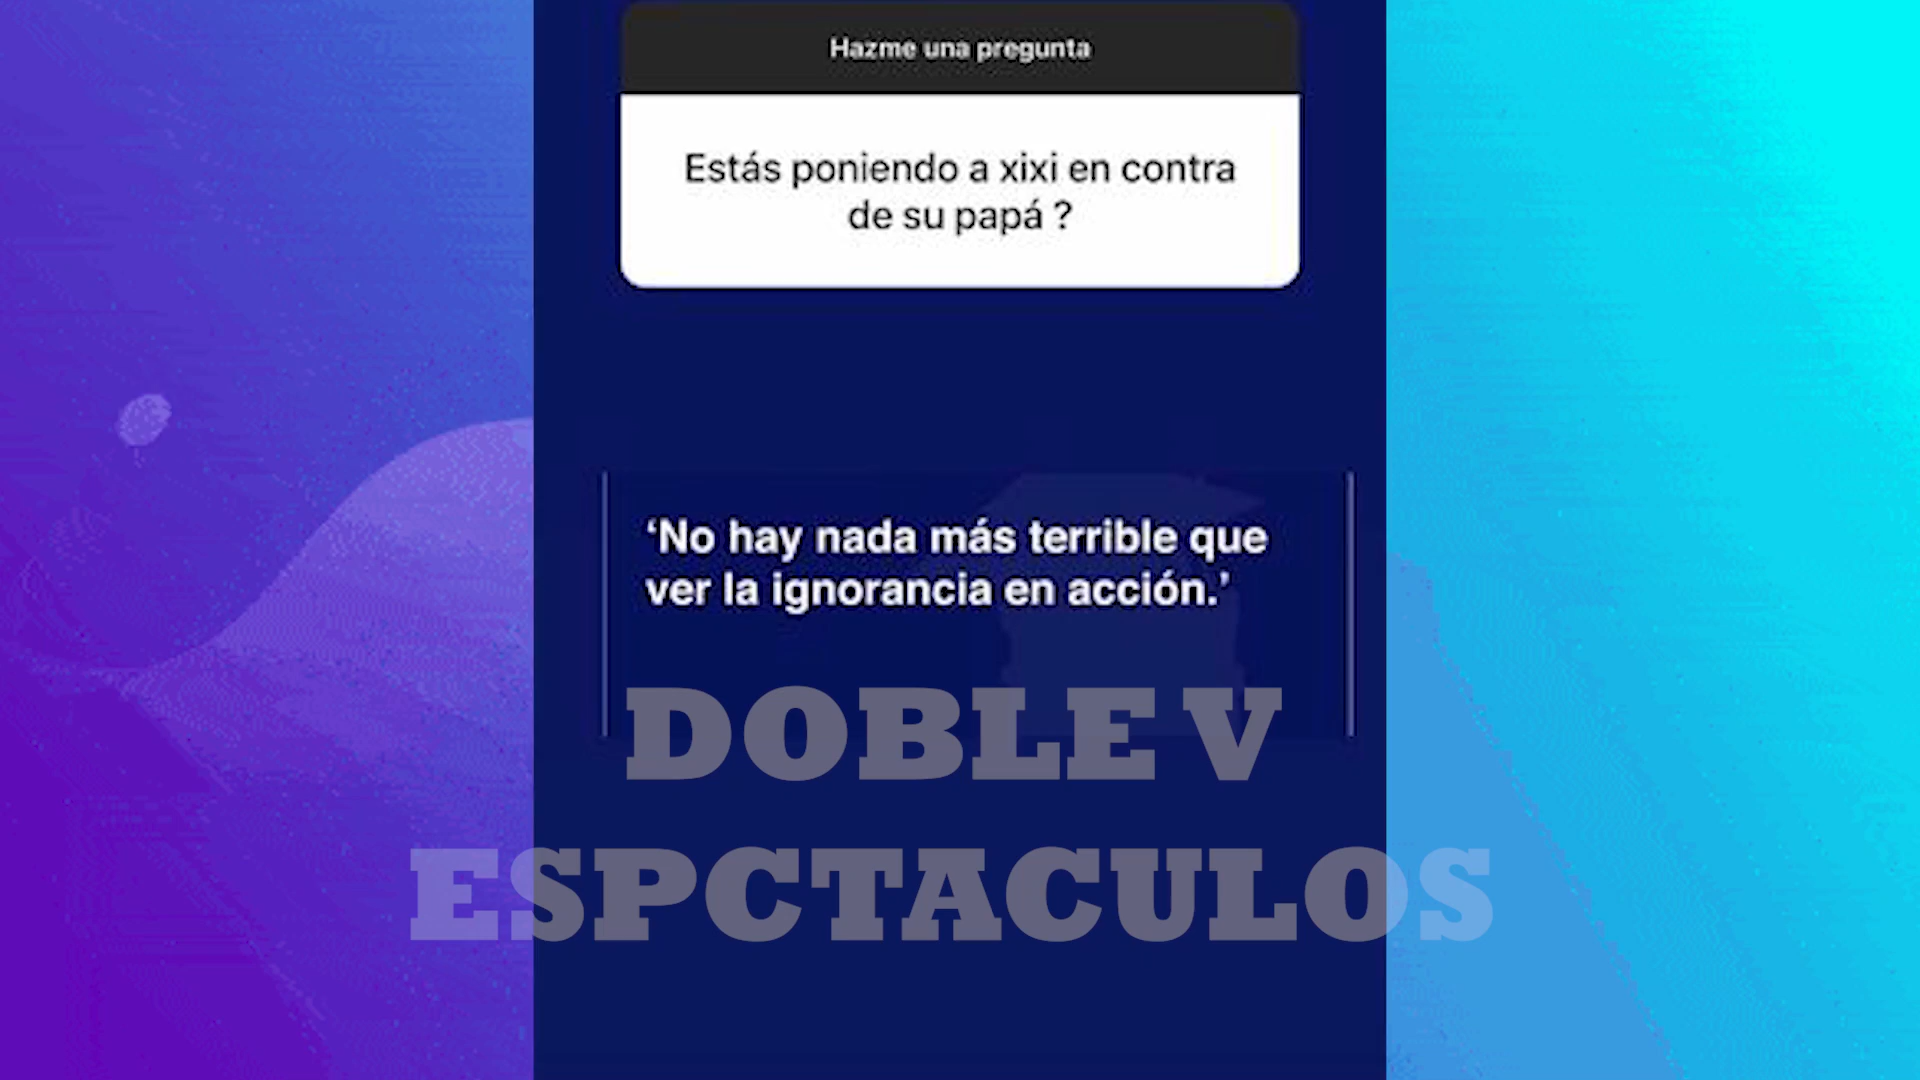 Hazme una pregunta
Estás poniendo a xixi en contra
de su papá ?
‘No hay nada más terrible que
ver la ignorancia en acción.’
DOBLE V
ESPCTACULOS